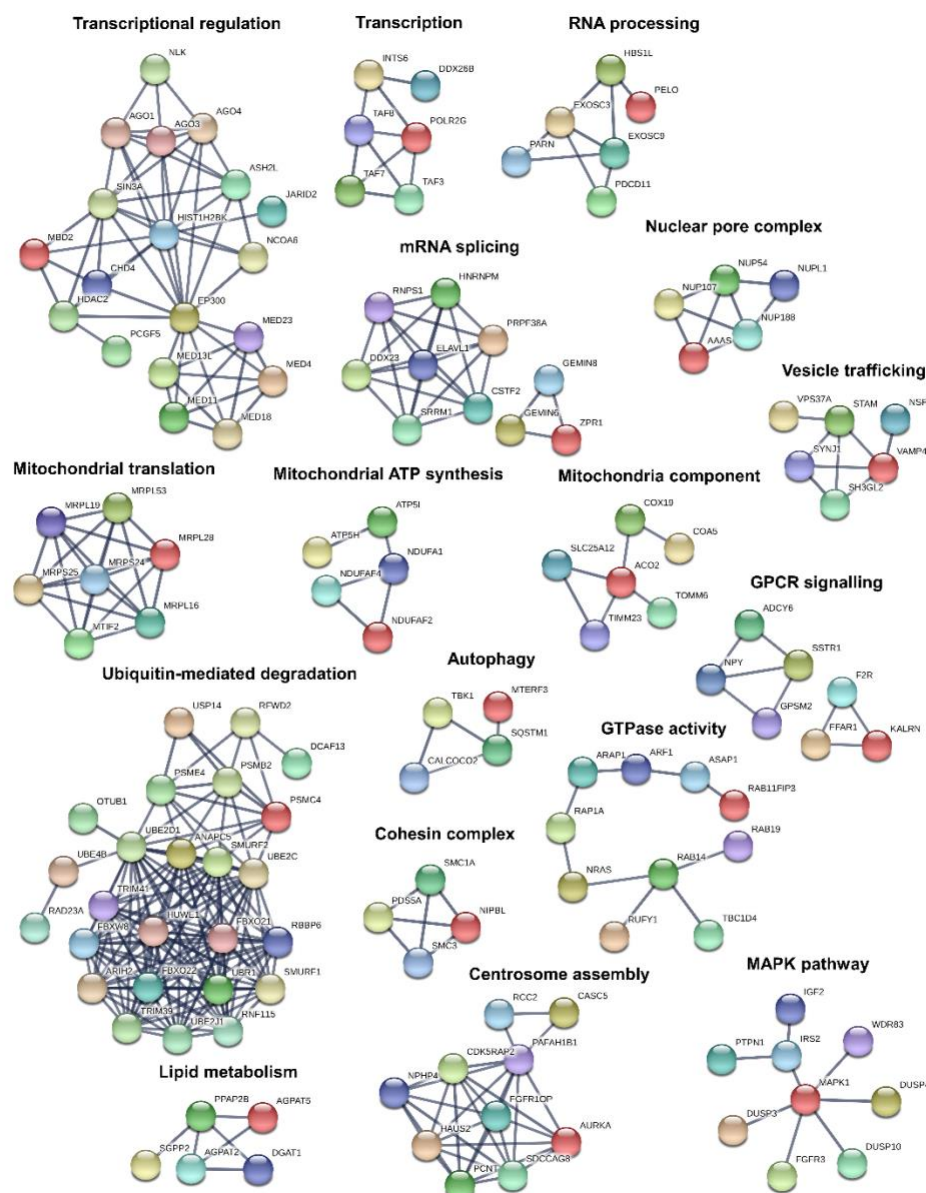 Transcriptional regulation
NLK
AGO1
AGO3
AGO4
ASH2L
SIN3A
JARID2
HIST1H2BK
MBD2
NCOA6
CHD4
HDAC2
EP300
PCGF5
MED23
MED13L
MED4
MED11
MED18
Transcription
INTS6
DDX26B
TAF8
POLR2G
TAF7
TAF3
RNA processing
HBS1L
PELO
EXOSC3
EXOSC9
PARN
PDCD11
mRNA splicing
HNRNPM
RNPS1
PRPF38A
DDX23
ELAVL1
CSTF2
SRRM1
GEMIN8
GEMIN6
ZPR1
Nuclear pore complex
NUP54
NUPL1
NUP107
NUP188
AAAS
Vesicle trafficking
VPS37A
STAM
SYNJ1
VAMP4
SH3GL2
Mitochondrial translation
MRPL53
MRPL19
MRPL28
MRPS24
MRPS25
MRPL16
MTIF2
Mitochondrial ATP synthesis
ATP5I
ATP5H
NDUFA1
NDUFAF4
NDUFAF2
Mitochondria component
COX19
COA5
SLC25A12
ACO2
TOMM6
TIMM23
GPCR signalling
ADCY6
SSTR1
NPY
GPSM2
F2R
FFAR1
KALRN
Ubiquitin-mediated degradation
USP14
RFWD2
DCAF13
PSME4
PSMB2
PSMC4
OTUB1
UBE2D1
ANAPC5
SMURF2
UBE2C
UBE4B
TRIM41
RAD23A
HUWE1
FBXO21
FBXW8
RBBP6
ARIH2
FBXO22
UBR1
SMURF1
TRIM39
UBE2J1
RNF115
Autophagy
TBK1
MTERF3
SQSTM1
CALCOCO2
GTPase activity
ARAP1
ARF1
ASAP1
RAB11FIP3
RAP1A
RAB19
NRAS
RAB14
RUFY1
TBC1D4
Cohesin complex
SMC1A
PDS5A
NIPBL
SMC3
Centrosome assembly
RCC2
CASC5
CDK5RAP2
PAFAH1B1
NPHP4
FGFR1OP
HAUS2
AURKA
PCNT
SDCCAG8
MAPK pathway
IGF2
WDR83
PTPN1
IRS2
MAPK1
DUSP3
DUSP10
FGFR3
Lipid metabolism
PPAP2B
AGPAT5
SGPP2
AGPAT2
DGAT1